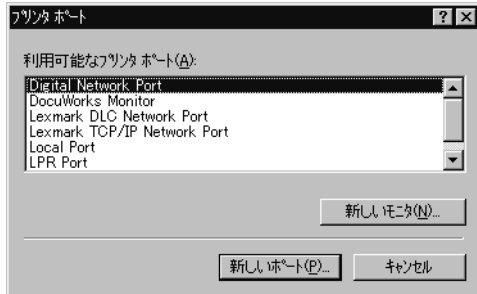 プリンタ ポート
利用可能なプリンタ ポート(A):
Digital Network Port
DocuWorks Monitor
Lexmark DLC Network Port
Lexmark TCP/IP Network Port
Local Port
LPR Port
新しいモニタ(N)...
新しいポート(P)...
キャンセル